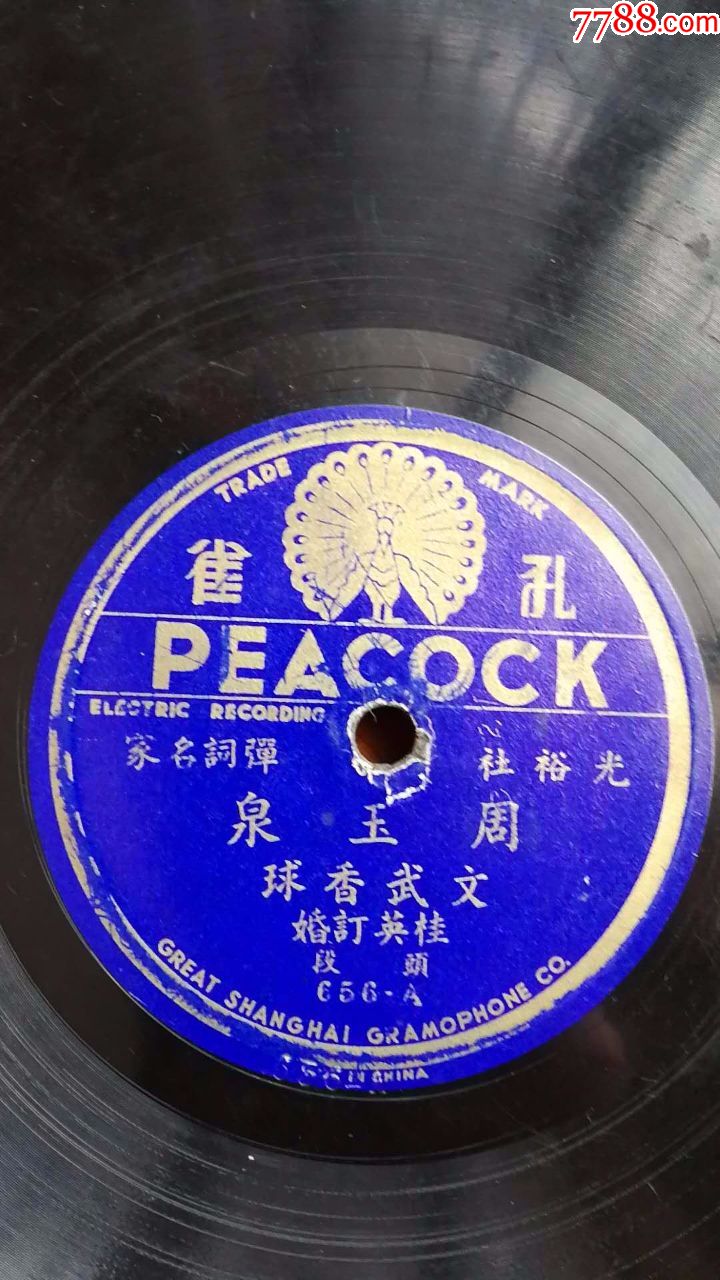 7788.com
TRADE MARK
孔雀
PEACOCK
ELECTRIC RECORDING
光裕社 彈詞名家
周玉泉
文武香球
桂英訂婚
頭段
656-A
GREAT SHANGHAI GRAMOPHONE CO.
CHINA